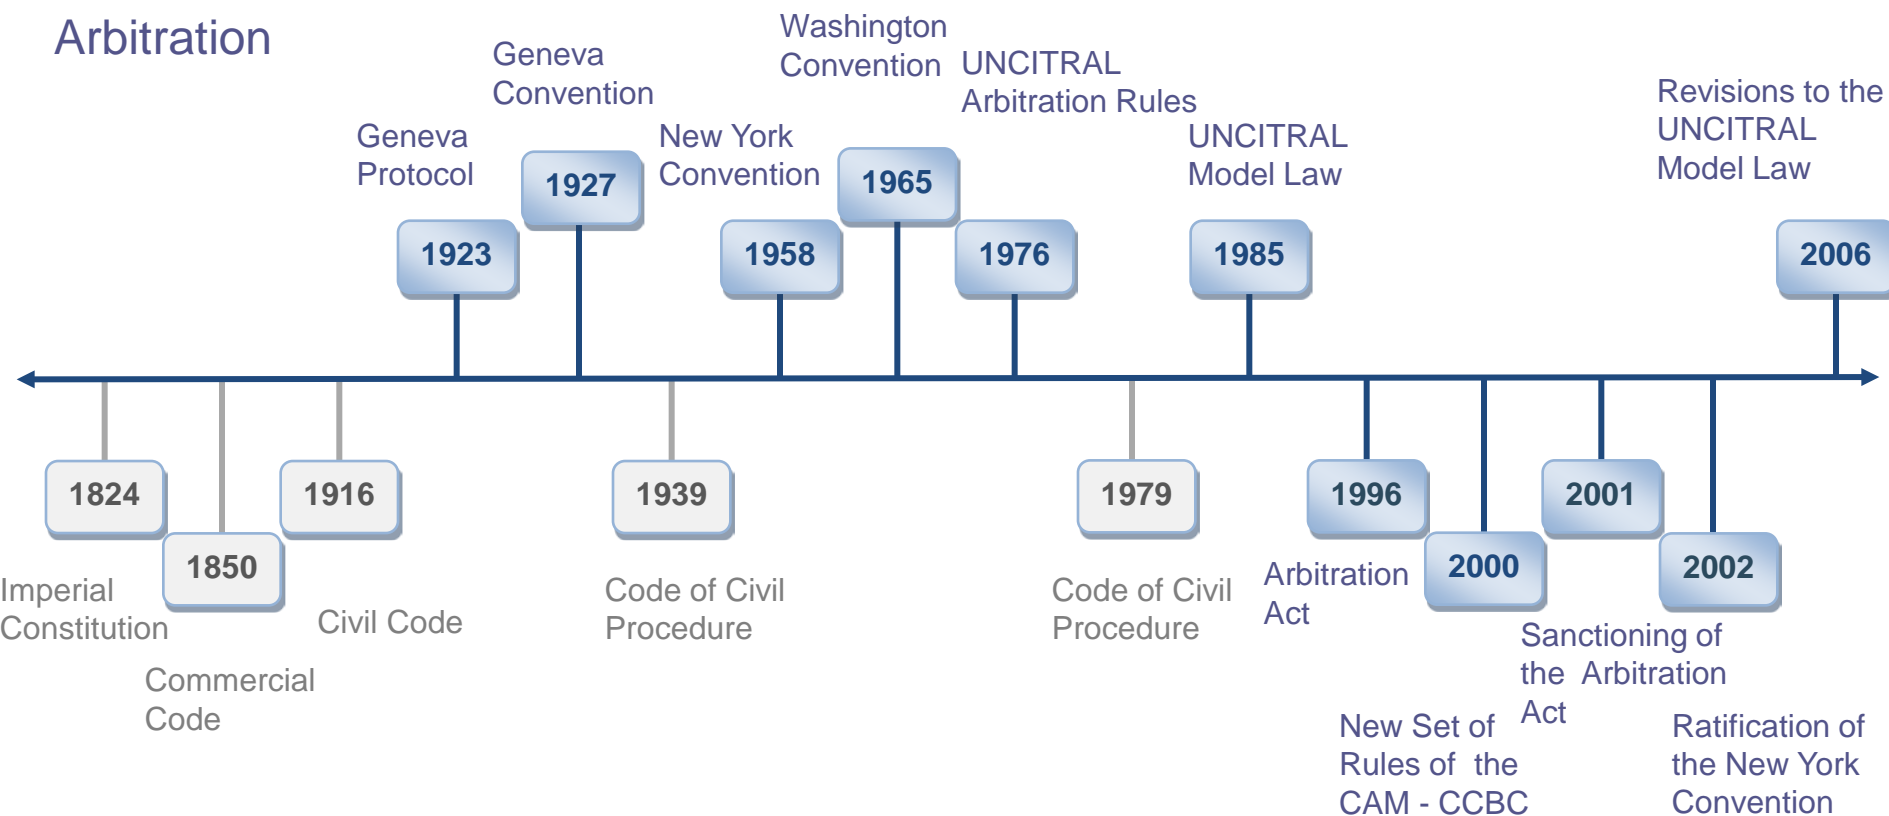 Arbitration
Geneva
Protocol
1923
Geneva
Convention
1927
New York
Convention
1958
Washington
Convention
1965
UNCITRAL
Arbitration Rules
1976
UNCITRAL
Model Law
1985
Revisions to the
UNCITRAL
Model Law
2006
1824
Imperial
Constitution
1850
Commercial
Code
1916
Civil Code
1939
Code of Civil
Procedure
1979
Code of Civil
Procedure
1996
Arbitration
Act
2000
New Set of
Rules of the
CAM - CCBC
2001
Sanctioning of
the Arbitration
Act
2002
Ratification of
the New York
Convention